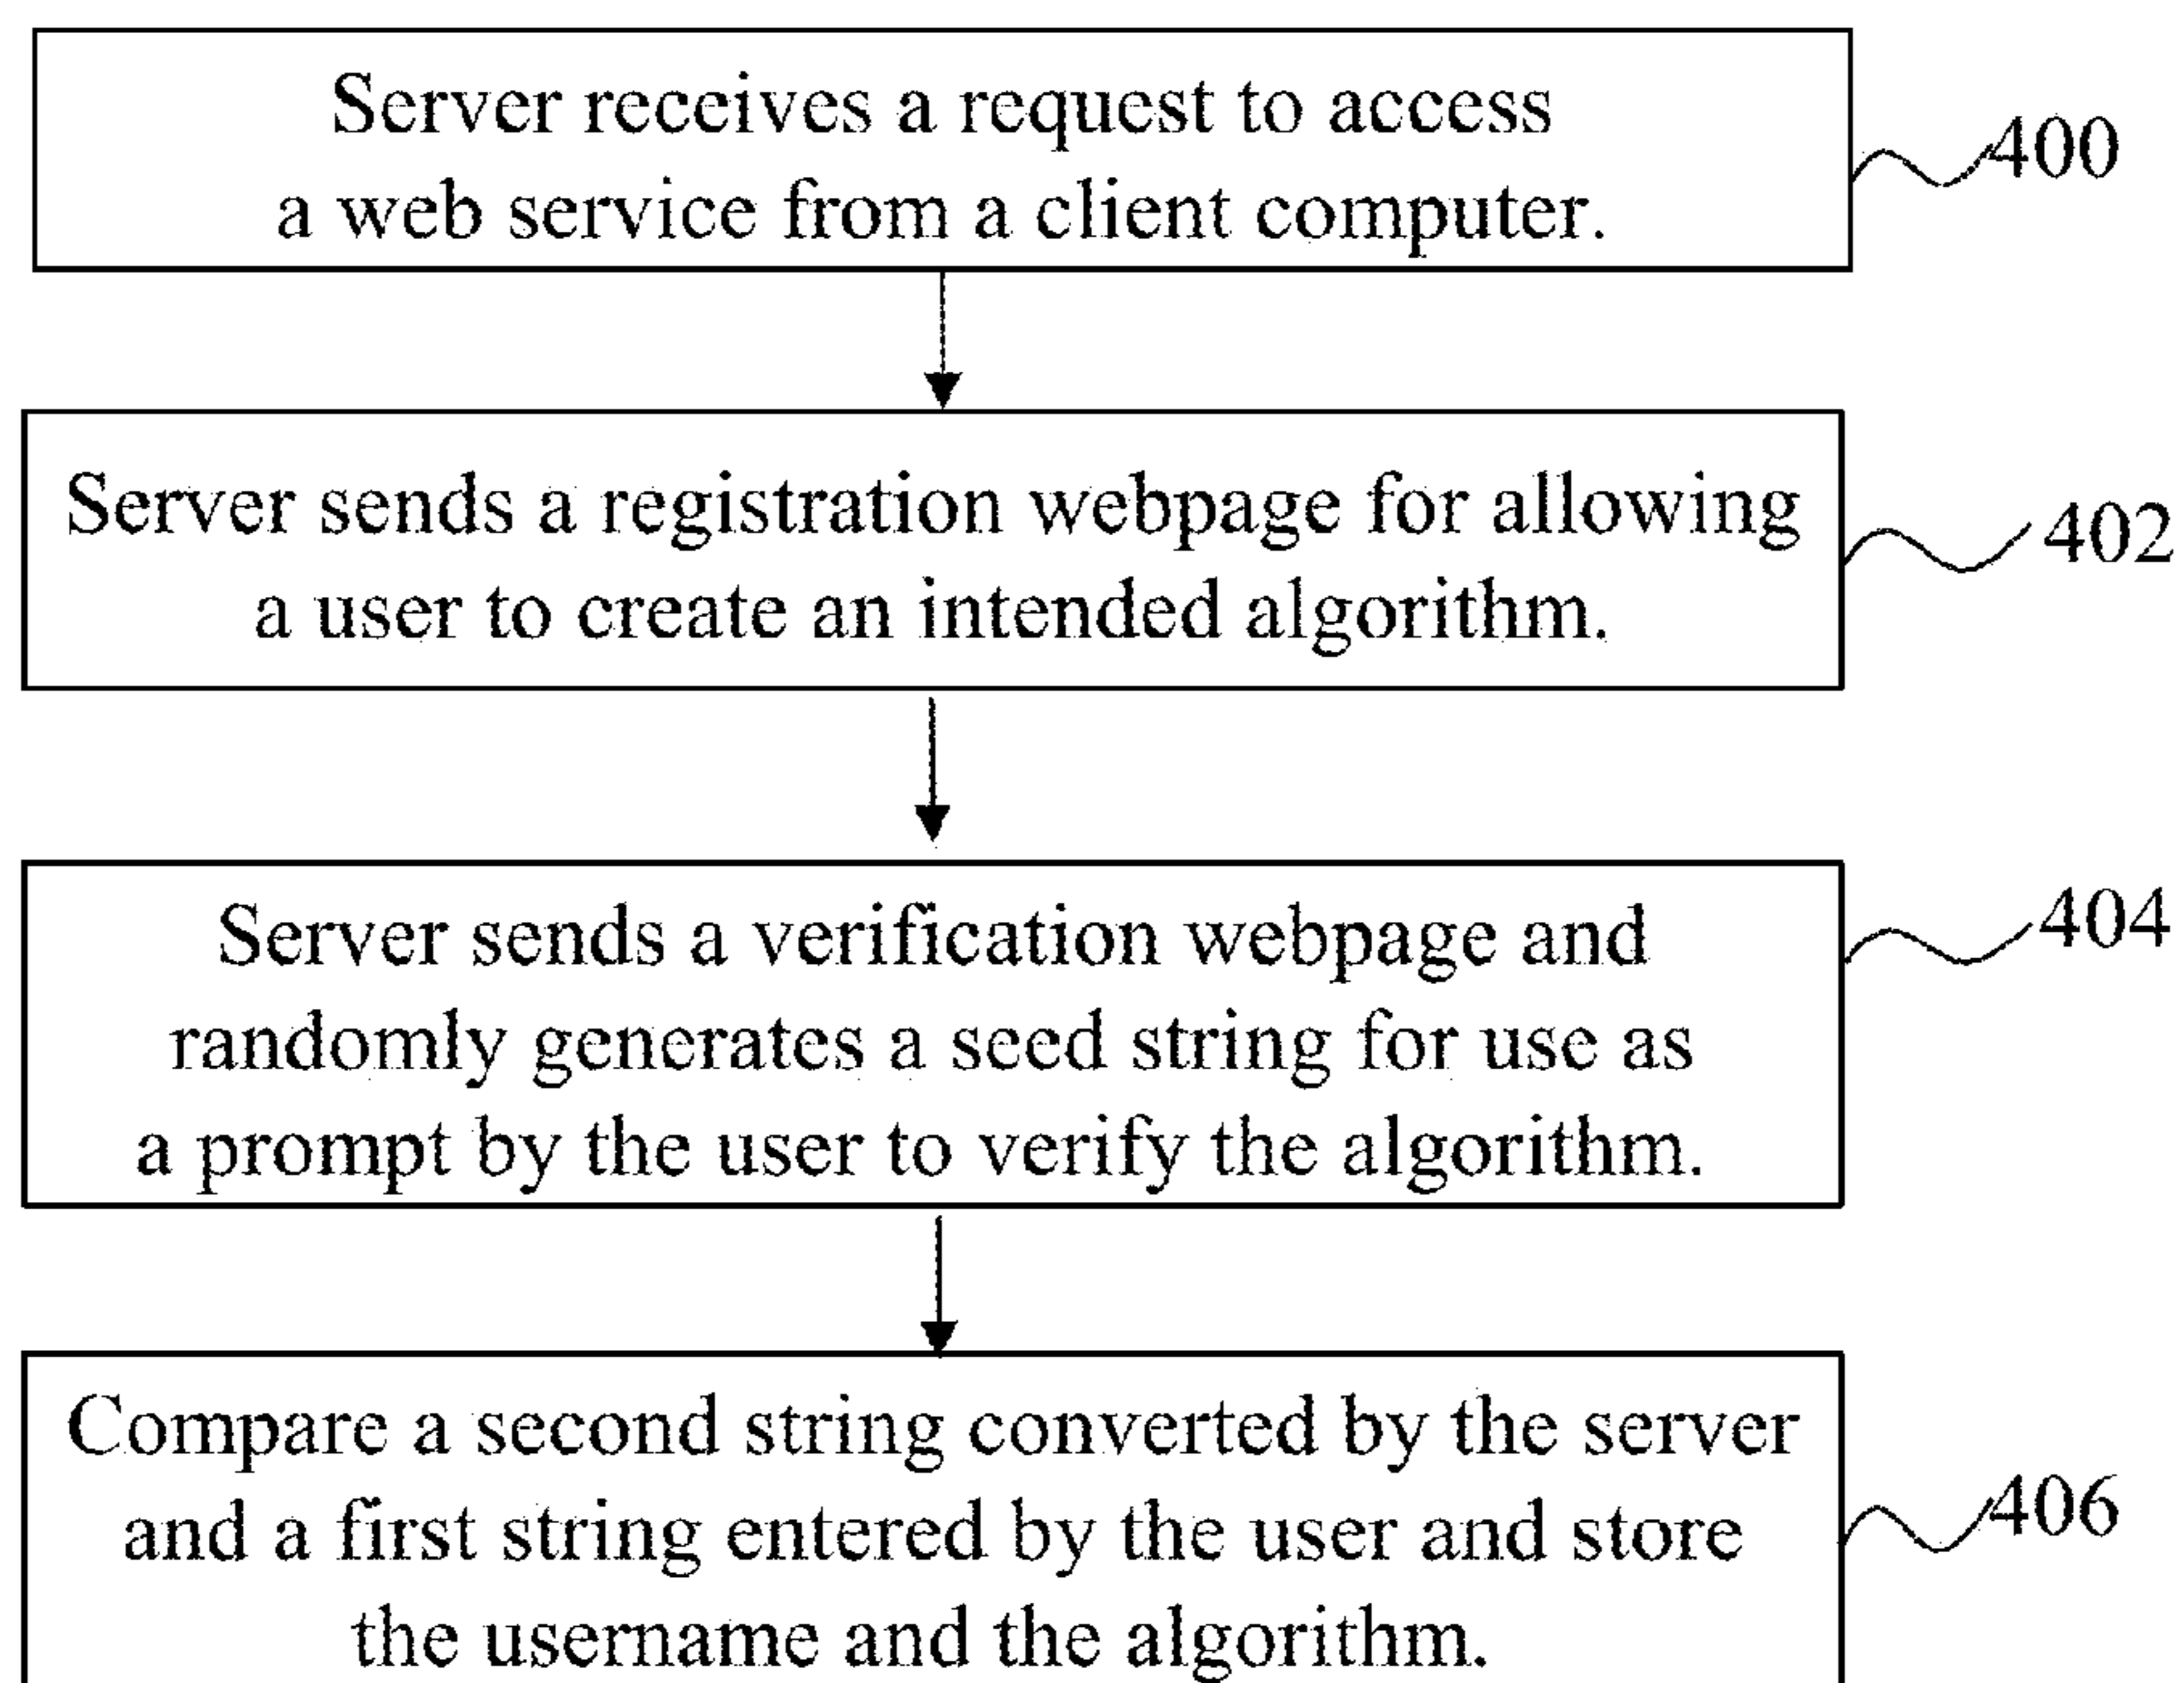 Server receives a request to access
a web service from a client computer.
400
Server sends a registration webpage for allowing
a user to create an intended algorithm.
402
Server sends a verification webpage and
randomly generates a seed string for use as
a prompt by the user to verify the algorithm.
404
Compare a second string converted by the server
and a first string entered by the user and store
the username and the algorithm.
406